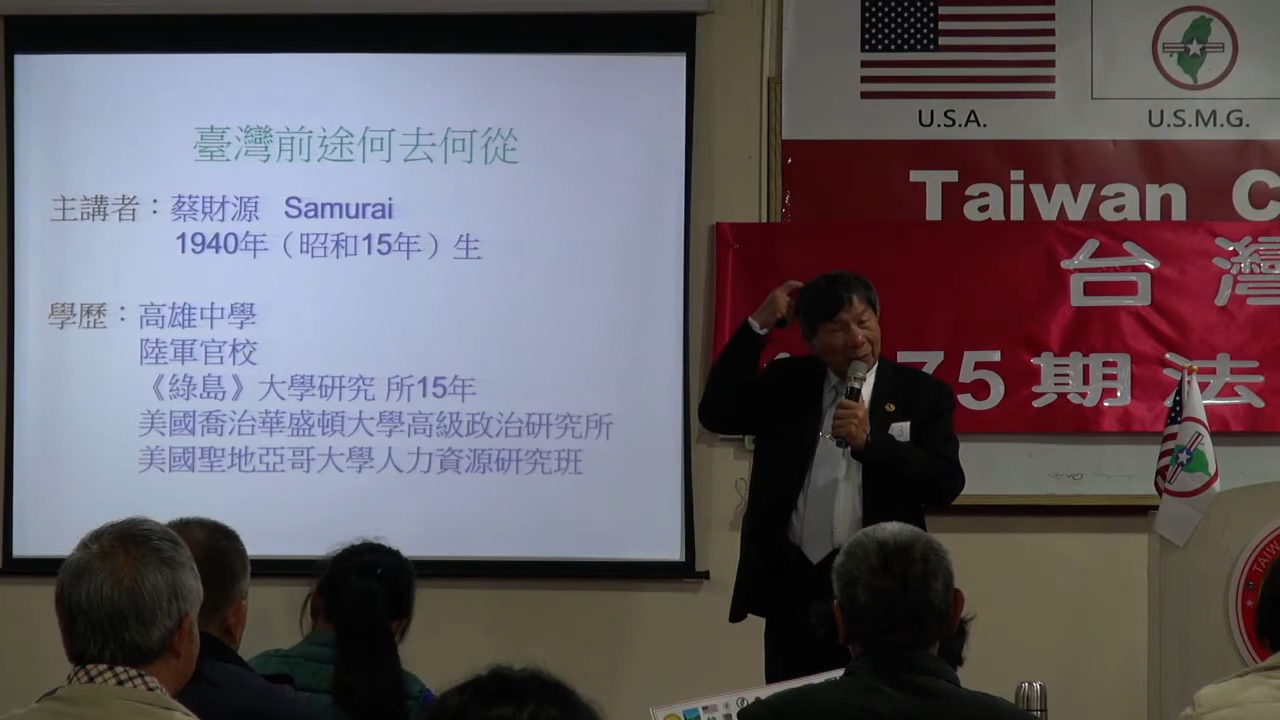 臺灣前途何去何從
主講者：蔡財源 Samurai
1940年（昭和15年）生
學歷：高雄中學
陸軍官校
《綠島》大學研究 所15年
美國喬治華盛頓大學高級政治研究所
美國聖地亞哥大學人力資源研究班
U.S.A.
U.S.M.G.
Taiwan C
台灣
75期法
TAIW